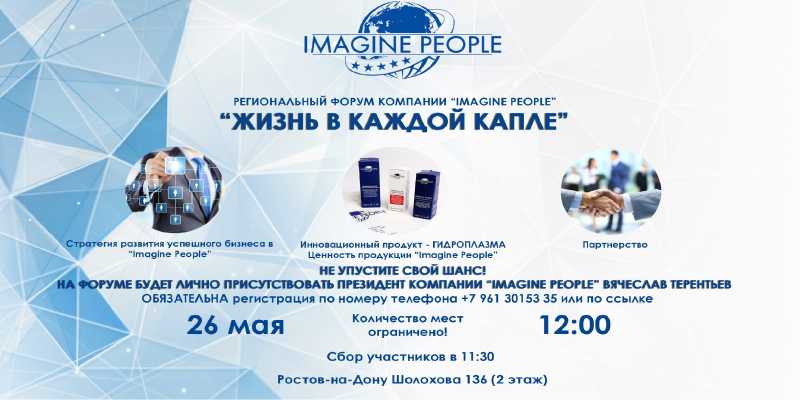 IMAGINE PEOPLE
РЕГИОНАЛЬНЫЙ ФОРУМ КОМПАНИИ “IMAGINE PEOPLE”
“ЖИЗНЬ В КАЖДОЙ КАПЛЕ”
Стратегия развития успешного бизнеса в
“Imagine People”
Инновационный продукт - ГИДРОПЛАЗМА
Ценность продукции “Imagine People”
Партнерство
НЕ УПУСТИТЕ СВОЙ ШАНС!
НА ФОРУМЕ БУДЕТ ЛИЧНО ПРИСУТСТВОВАТЬ ПРЕЗИДЕНТ КОМПАНИИ “IMAGINE PEOPLE” ВЯЧЕСЛАВ ТЕРЕНТЬЕВ
ОБЯЗАТЕЛЬНА регистрация по номеру телефона +7 961 30153 35 или по ссылке
26 мая
Количество мест
ограничено!
12:00
Сбор участников в 11:30
Ростов-на-Дону Шолохова 136 (2 этаж)